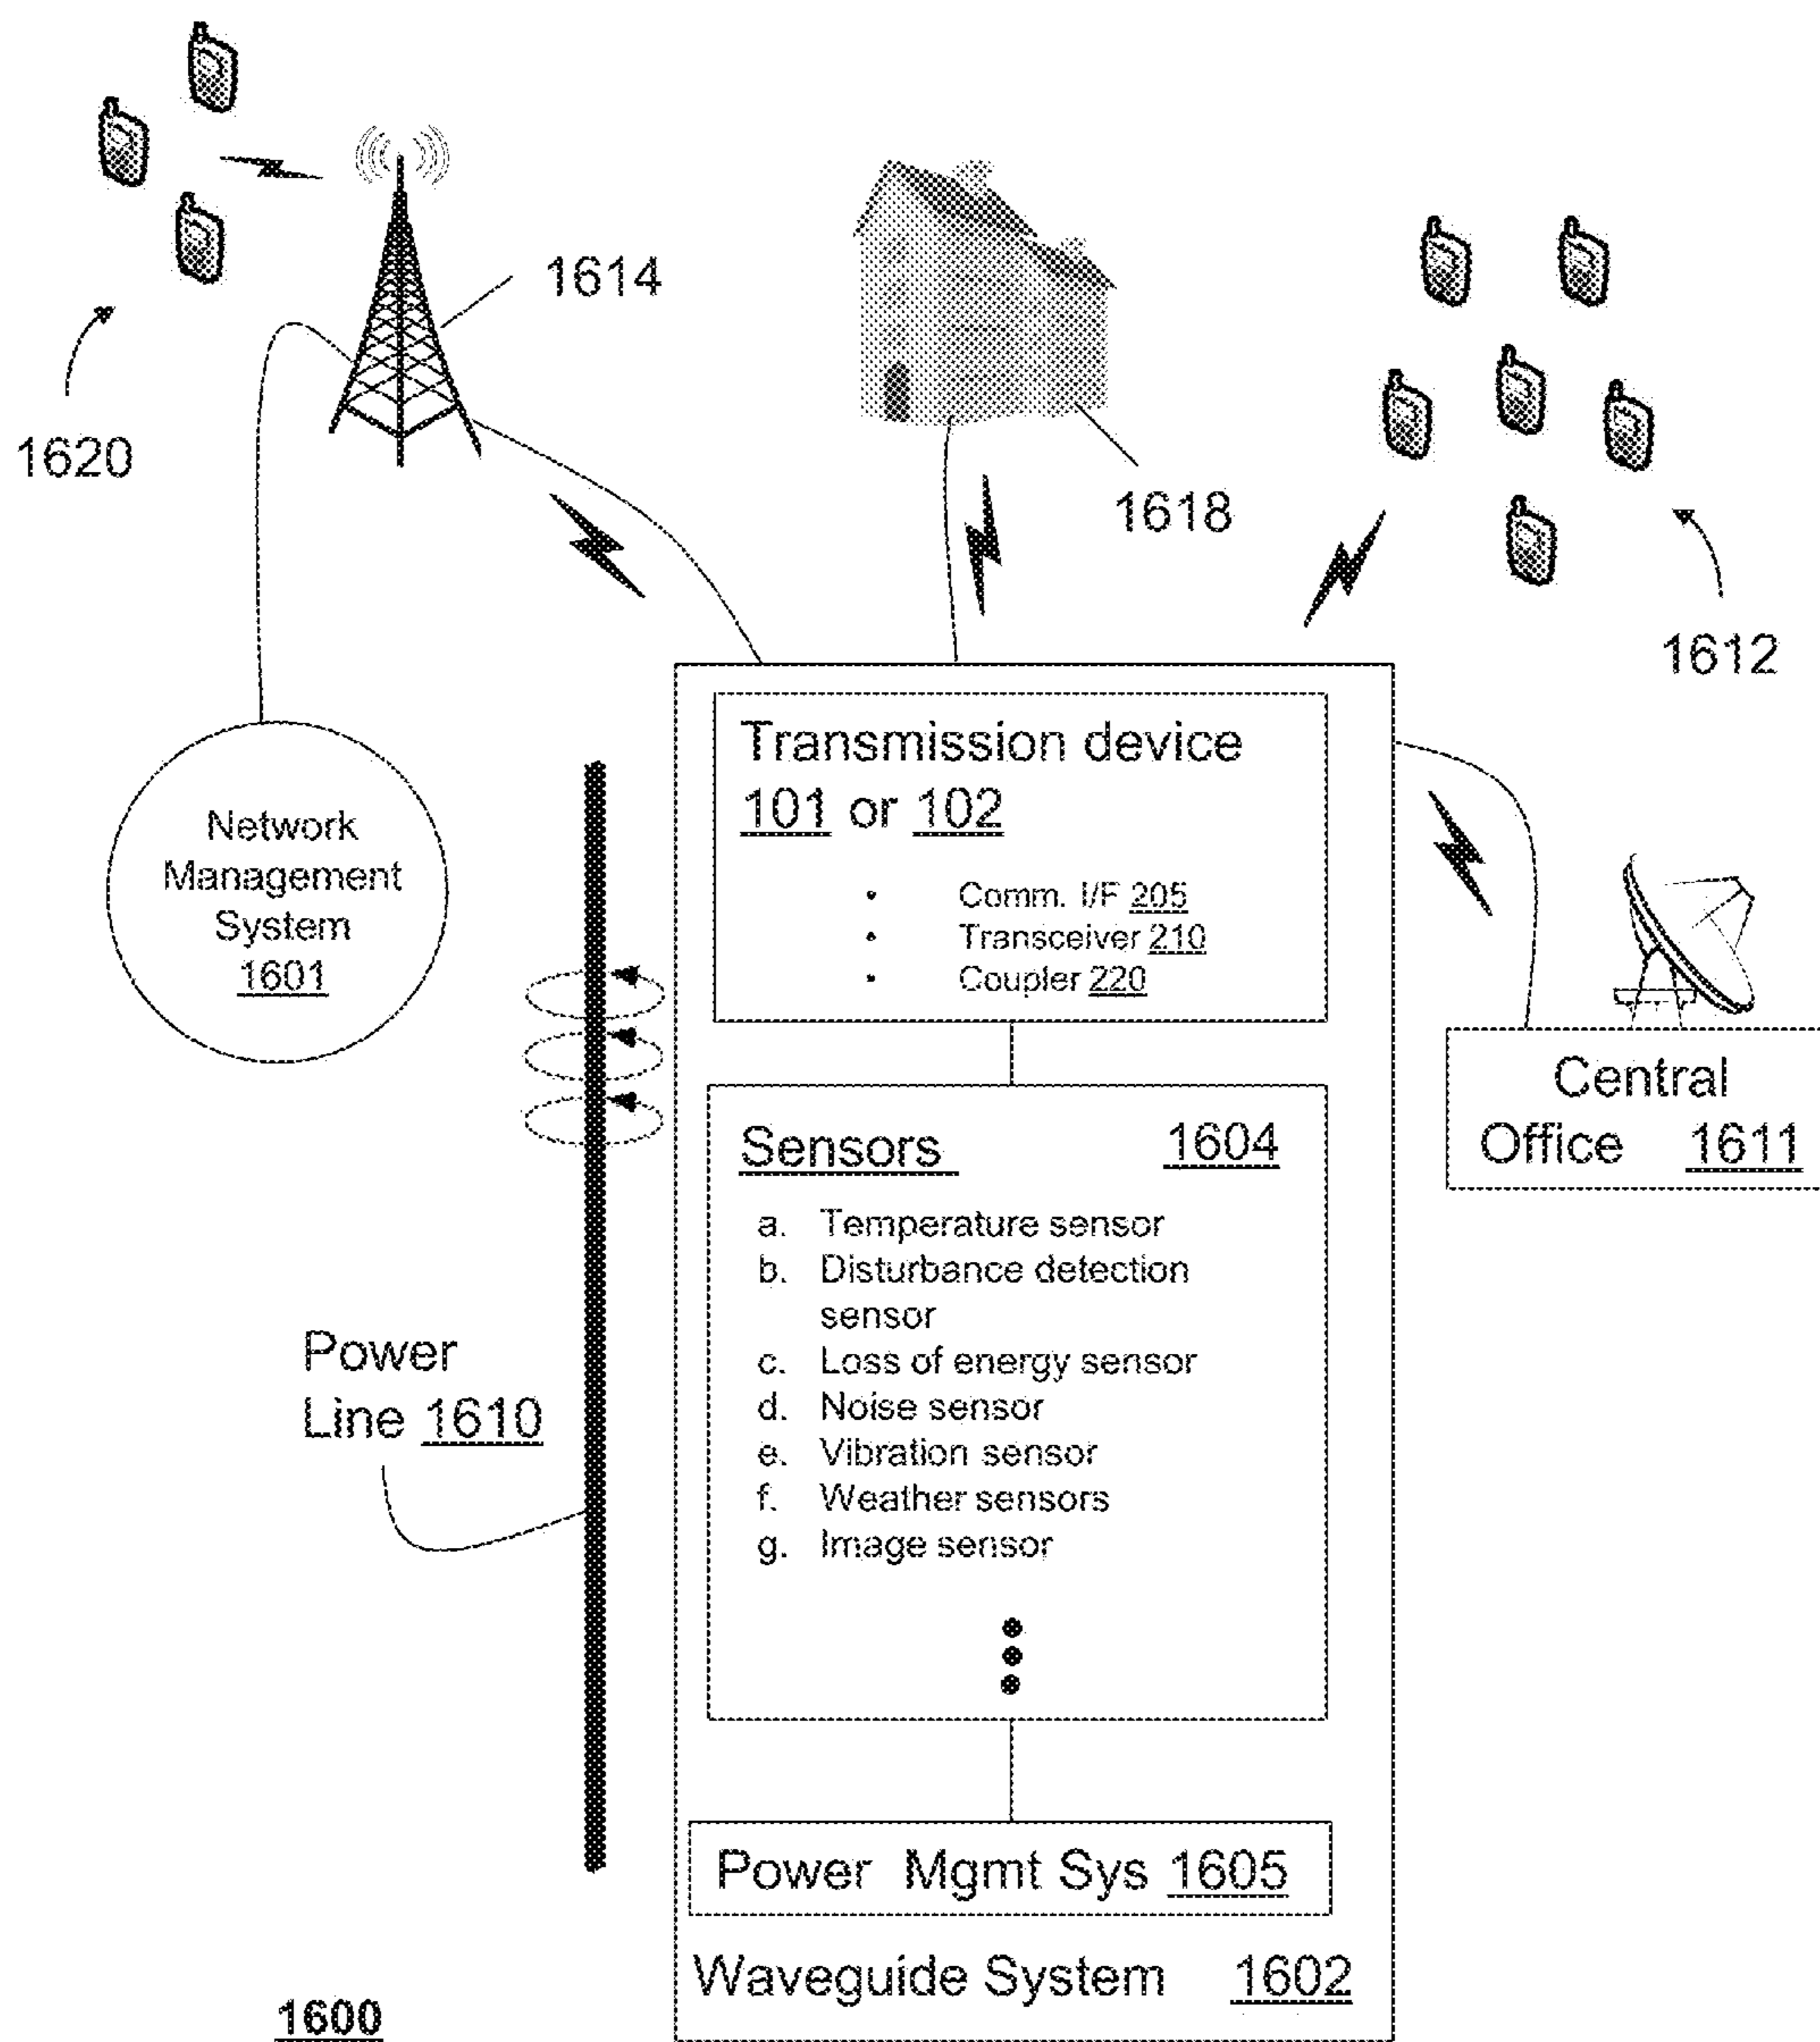 1614
1620
1618
1612
Network
Management
System
1601
Transmission device
101 or 102
• Comm. I/F 205
• Transceiver 210
• Coupler 220
Central
Office 1611
Sensors 1604
a. Temperature sensor
b. Disturbance detection
sensor
c. Loss of energy sensor
d. Noise sensor
e. Vibration sensor
f. Weather sensors
g. Image sensor
Power
Line 1610
Power Mgmt Sys 1605
Waveguide System 1602
1600